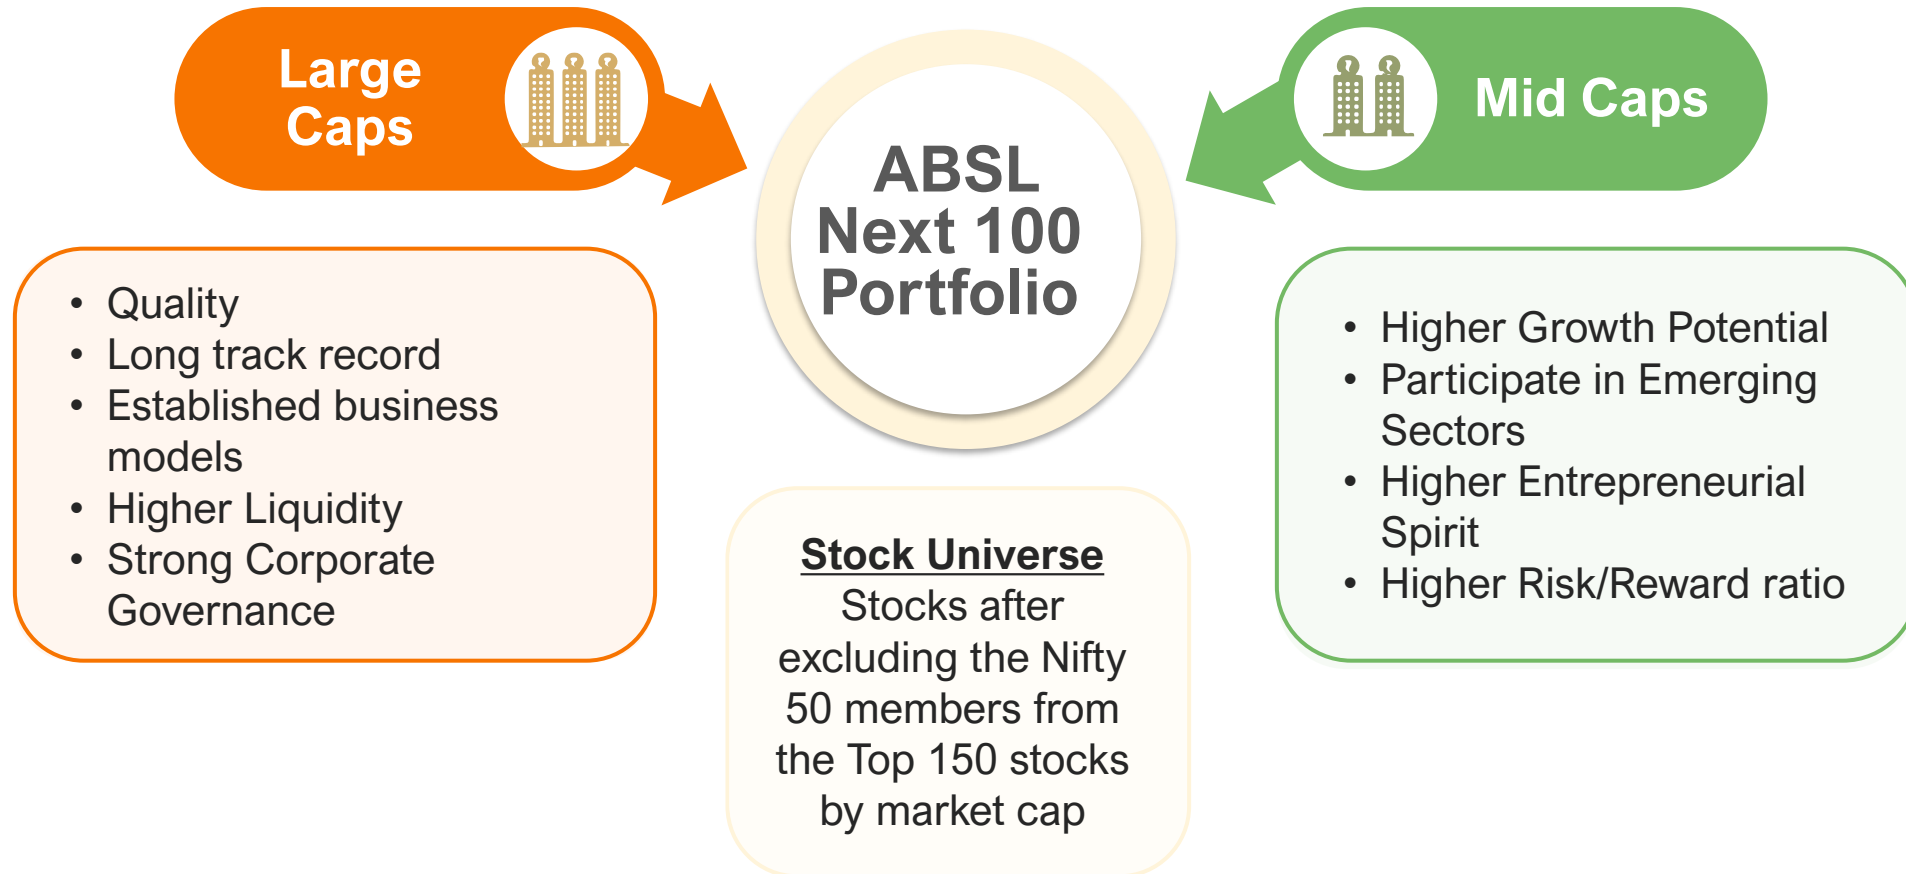 Large
Caps
ABSL
Next 100
Portfolio
Mid Caps
• Quality
• Long track record
• Established business
models
• Higher Liquidity
• Strong Corporate
Governance
Stock Universe
Stocks after
excluding the Nifty
50 members from
the Top 150 stocks
by market cap
• Higher Growth Potential
• Participate in Emerging
Sectors
• Higher Entrepreneurial
Spirit
• Higher Risk/Reward ratio